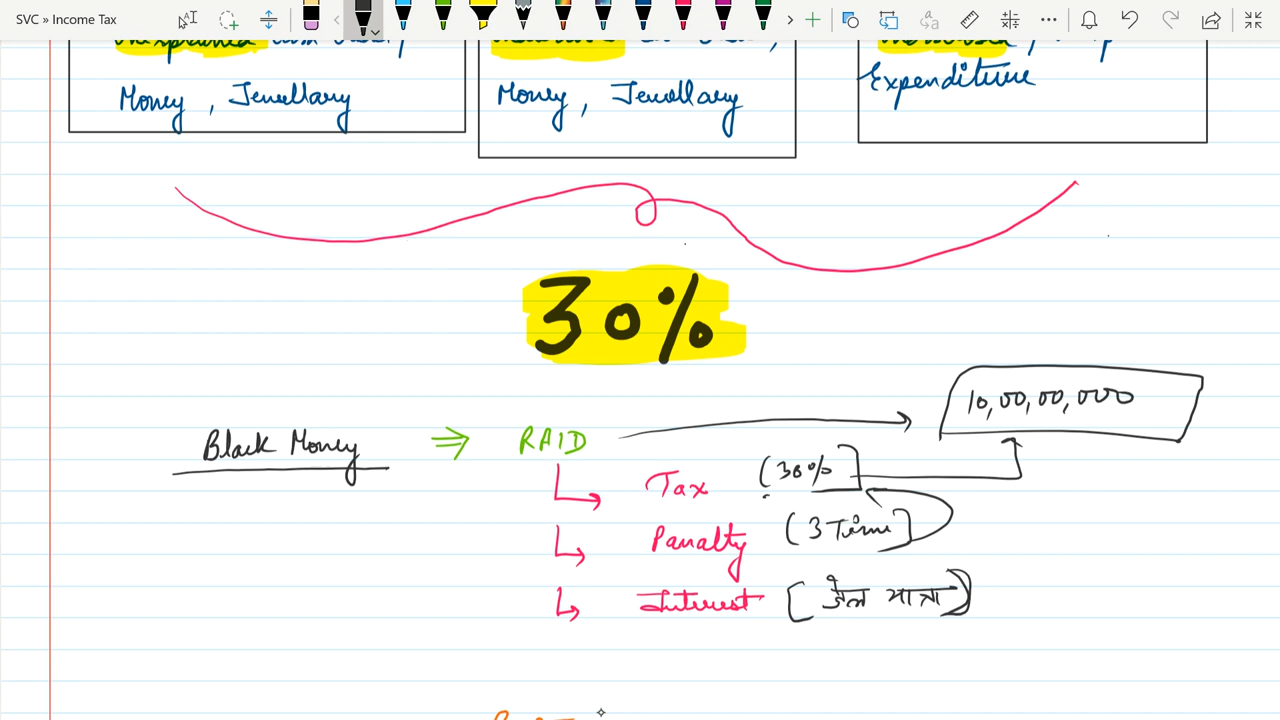 SVC » Income Tax
Money, Jewellary
Money, Jewellary
Expenditure
30%
10,00,00,000
Black Money ⇒ RAID
Tax (30%)
Panalty (3 Time)
Interest [जेल यात्रा]